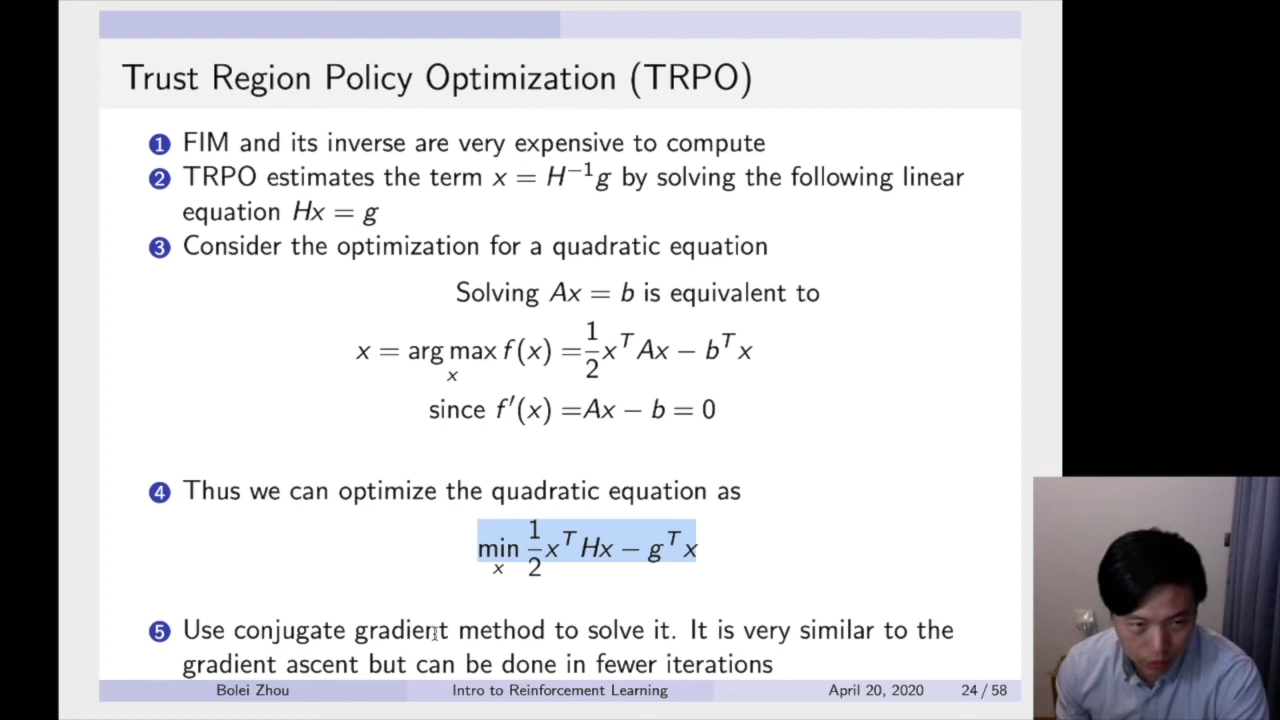 Trust Region Policy Optimization (TRPO)
1 FIM and its inverse are very expensive to compute
2 TRPO estimates the term x = H⁻¹g by solving the following linear
equation Hx = g
3 Consider the optimization for a quadratic equation
Solving Ax = b is equivalent to
x = arg max_x f(x) = 1/2 xᵀAx − bᵀx
since f′(x) = Ax − b = 0
4 Thus we can optimize the quadratic equation as
min_x 1/2 xᵀHx − gᵀx
5 Use conjugate gradient method to solve it. It is very similar to the
gradient ascent but can be done in fewer iterations
Bolei Zhou Intro to Reinforcement Learning April 20, 2020 24 / 58